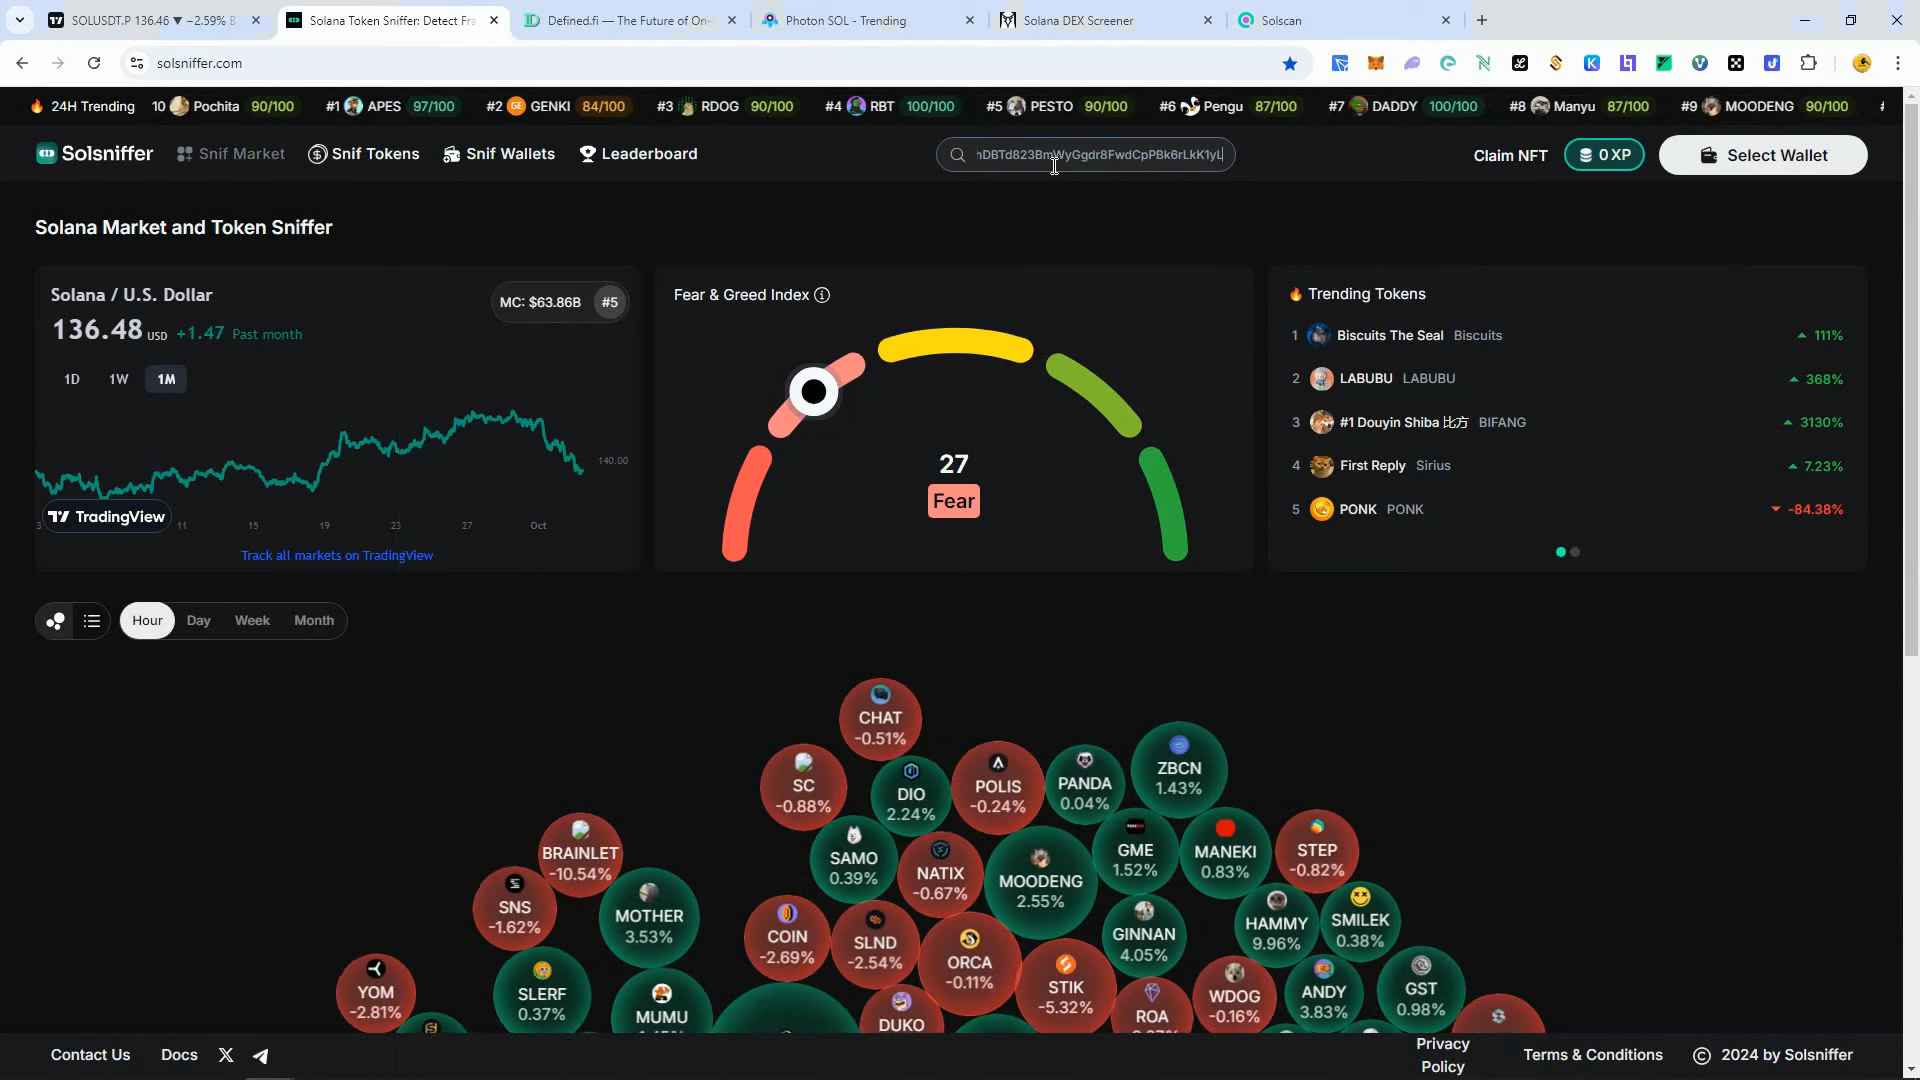 SOLUSDT.P 136.46 ▼ −2.59%
Solana Token Sniffer: Detect Fra
Defined.fi — The Future of On-
Photon SOL - Trending
Solana DEX Screener
Solscan
solsniffer.com
24H Trending
10 Pochita 90/100
#1 APES 97/100
#2 GENKI 84/100
#3 RDOG 90/100
#4 RBT 100/100
#5 PESTO 90/100
#6 Pengu 87/100
#7 DADDY 100/100
#8 Manyu 87/100
#9 MOODENG 90/100
Solsniffer
Snif Market
Snif Tokens
Snif Wallets
Leaderboard
DBTd823BmWyGgdr8FwdCpPBk6rLkK1yL
Claim NFT
0 XP
Select Wallet
Solana Market and Token Sniffer
Solana / U.S. Dollar
MC: $63.86B #5
136.48 USD +1.47 Past month
1D 1W 1M
140.00
3 11 15 19 23 27 Oct
TradingView
Track all markets on TradingView
Fear & Greed Index
27
Fear
Trending Tokens
1 Biscuits The Seal Biscuits 111%
2 LABUBU LABUBU 368%
3 #1 Douyin Shiba 比方 BIFANG 3130%
4 First Reply Sirius 7.23%
5 PONK PONK -84.38%
Hour Day Week Month
CHAT
-0.51%
SC
-0.88%
DIO
2.24%
POLIS
-0.24%
PANDA
0.04%
ZBCN
1.43%
BRAINLET
-10.54%
SAMO
0.39%
NATIX
-0.67%
MOODENG
2.55%
GME
1.52%
MANEKI
0.83%
STEP
-0.82%
SNS
-1.62%
MOTHER
3.53%
COIN
-2.69%
SLND
-2.54%
ORCA
-0.11%
GINNAN
4.05%
HAMMY
9.96%
SMILEK
0.38%
YOM
-2.81%
SLERF
0.37%
MUMU
DUKO
STIK
-5.32%
ROA
WDOG
-0.16%
ANDY
3.83%
GST
0.98%
Contact Us
Docs
Privacy
Policy
Terms & Conditions
© 2024 by Solsniffer